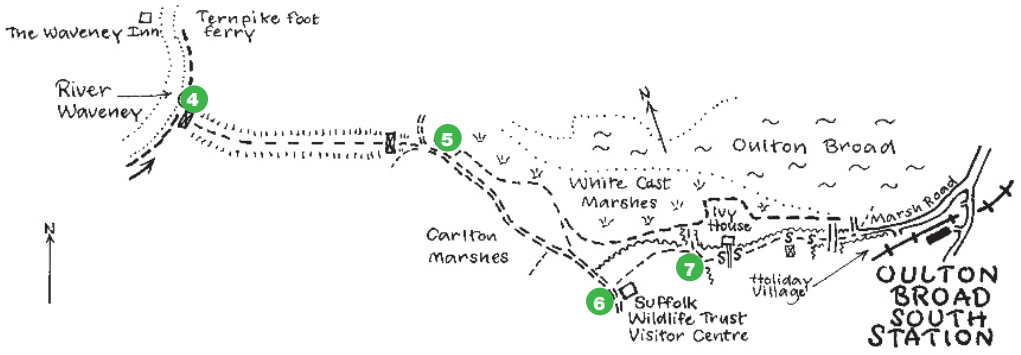 The Waveney Inn
Ternpike foot
ferry
River
Waveney
4
N
5
N
Oulton Broad
White Cast
Marshes
Ivy
House
Marsh Road
Carlton
Marshes
7
6
Suffolk
Wildlife Trust
Visitor Centre
Holiday
Village
OULTON
BROAD
SOUTH
STATION
S
S
S
S